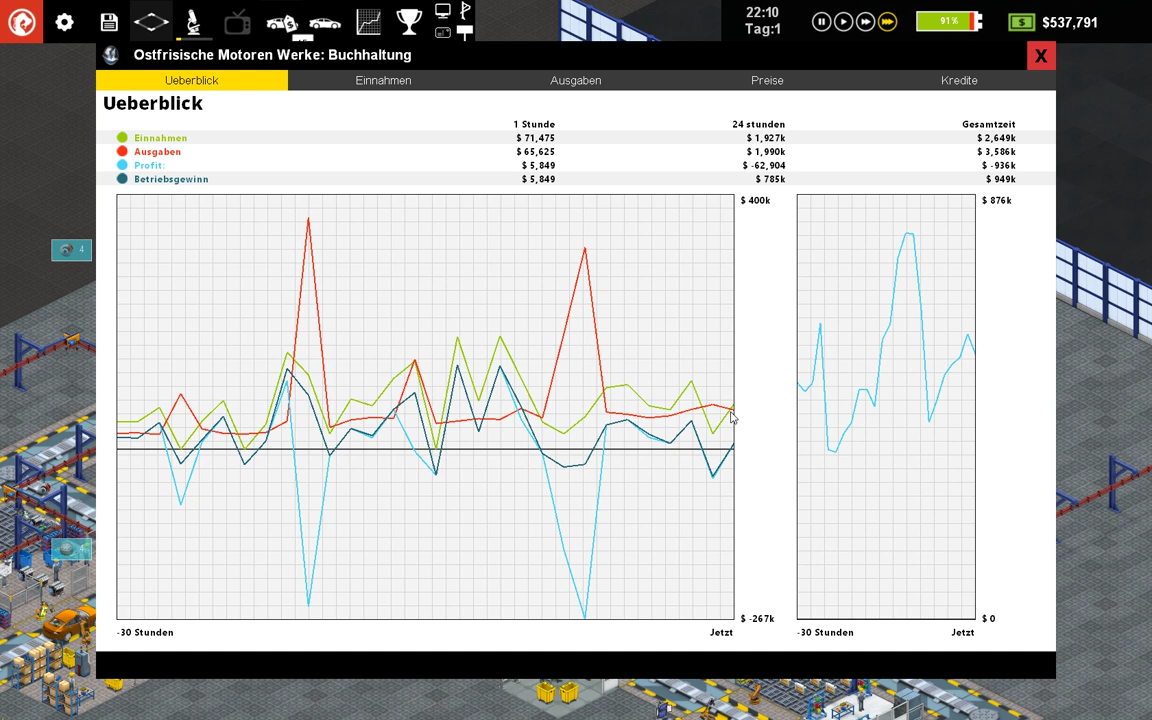 22:10
Tag:1
91%
$
$537,791
Ostfrisische Motoren Werke: Buchhaltung
X
Ueberblick Einnahmen Ausgaben Preise Kredite
Ueberblick
1 Stunde 24 stunden Gesamtzeit
Einnahmen $ 71,475 $ 1,927k $ 2,649k
Ausgaben $ 65,625 $ 1,990k $ 3,586k
Profit: $ 5,849 $ -62,904 $ -936k
Betriebsgewinn $ 5,849 $ 785k $ 949k
$ 400k $ 876k
4
$ -267k $ 0
-30 Stunden Jetzt -30 Stunden Jetzt